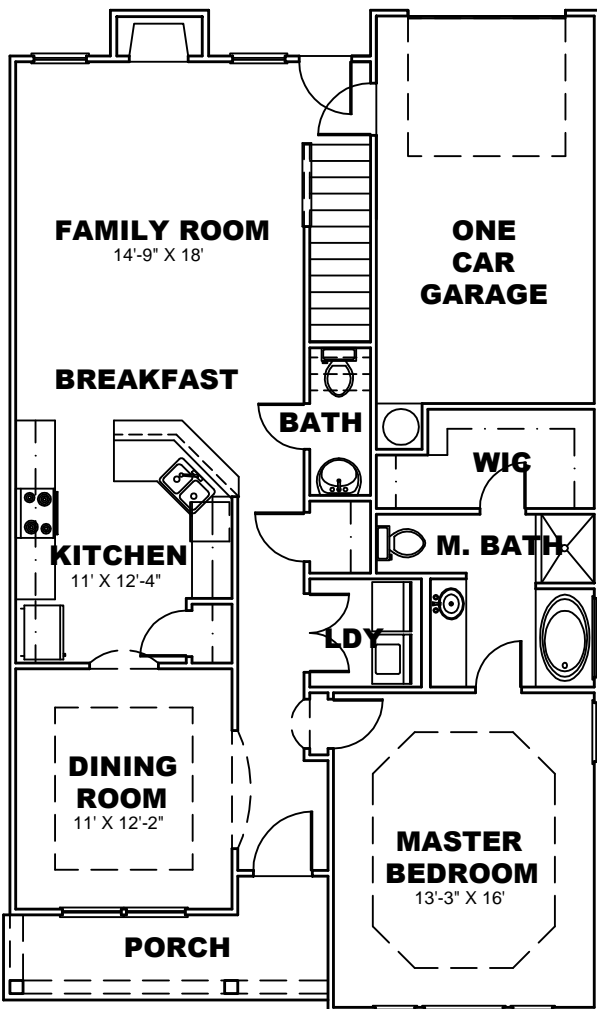 FAMILY ROOM
14'-9" X 18'
ONE
CAR
GARAGE
BREAKFAST
BATH
WIC
KITCHEN
11' X 12'-4"
M. BATH
LDY
DINING
ROOM
11' X 12'-2"
MASTER
BEDROOM
13'-3" X 16'
PORCH